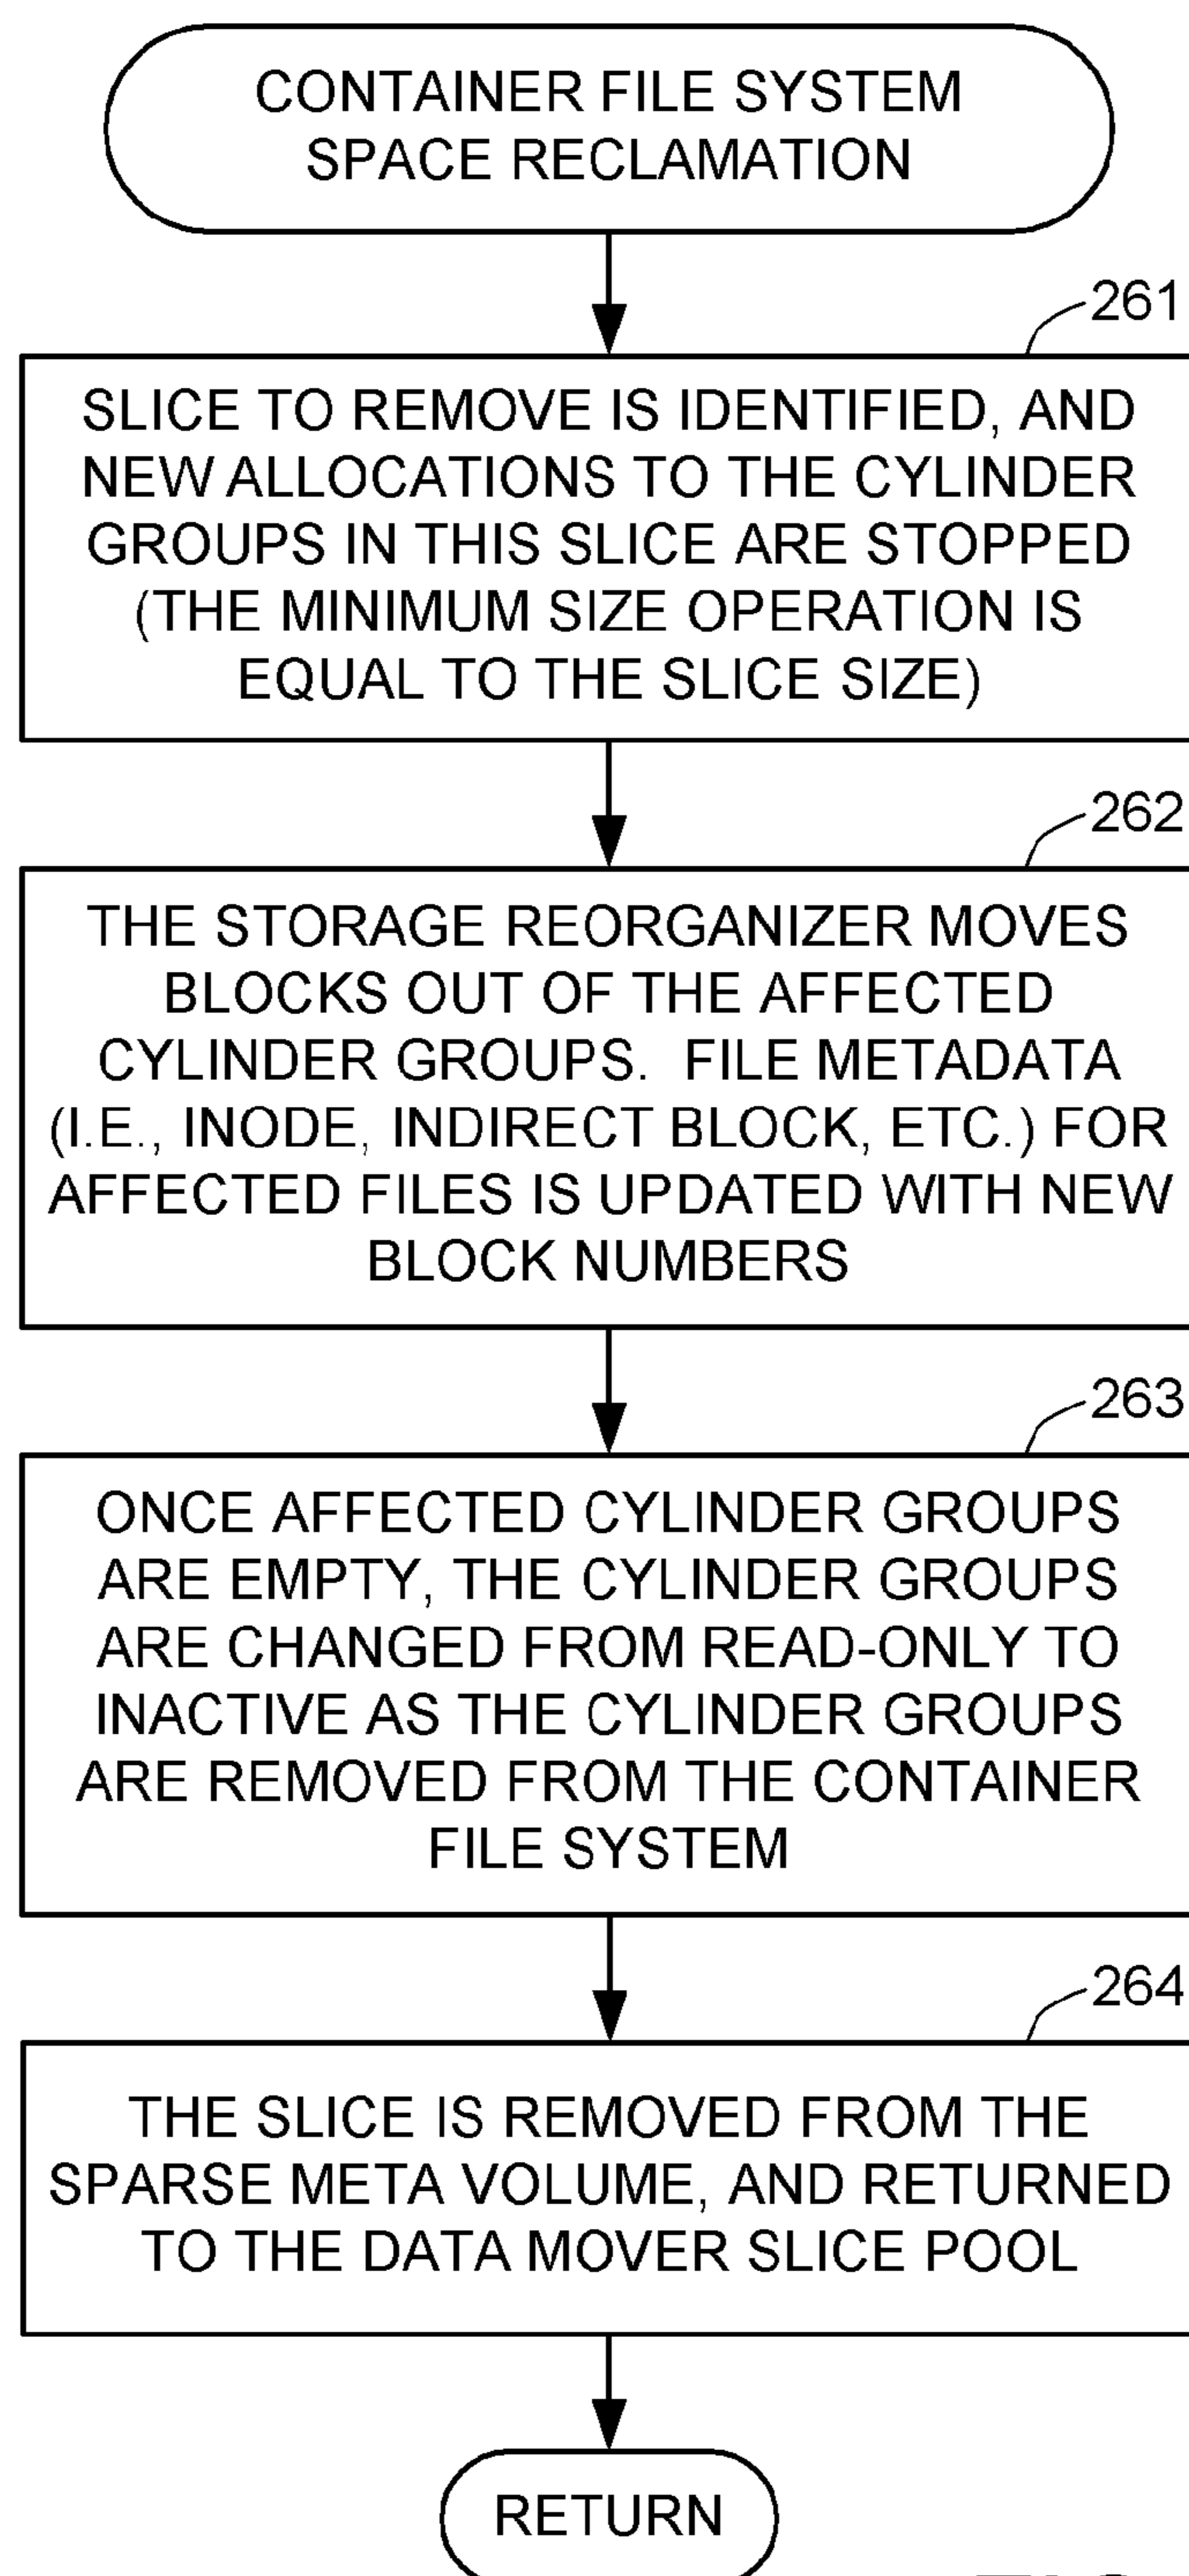 CONTAINER FILE SYSTEM
SPACE RECLAMATION
261
SLICE TO REMOVE IS IDENTIFIED, AND
NEW ALLOCATIONS TO THE CYLINDER
GROUPS IN THIS SLICE ARE STOPPED
(THE MINIMUM SIZE OPERATION IS
EQUAL TO THE SLICE SIZE)
262
THE STORAGE REORGANIZER MOVES
BLOCKS OUT OF THE AFFECTED
CYLINDER GROUPS. FILE METADATA
(I.E., INODE, INDIRECT BLOCK, ETC.) FOR
AFFECTED FILES IS UPDATED WITH NEW
BLOCK NUMBERS
263
ONCE AFFECTED CYLINDER GROUPS
ARE EMPTY, THE CYLINDER GROUPS
ARE CHANGED FROM READ-ONLY TO
INACTIVE AS THE CYLINDER GROUPS
ARE REMOVED FROM THE CONTAINER
FILE SYSTEM
264
THE SLICE IS REMOVED FROM THE
SPARSE META VOLUME, AND RETURNED
TO THE DATA MOVER SLICE POOL
RETURN